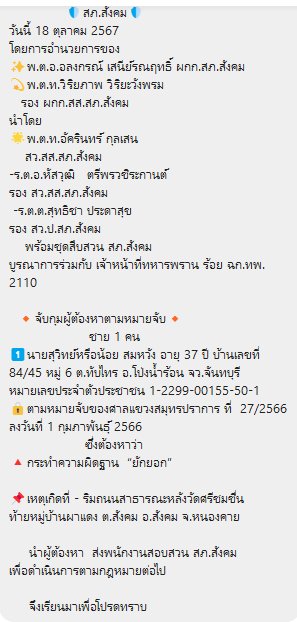 🛡️ สภ.สังคม 🛡️
วันนี้ 18 ตุลาคม 2567
โดยการอำนวยการของ
✨พ.ต.อ.อลงกรณ์ เสนีย์รณฤทธิ์ ผกก.สภ.สังคม
💫พ.ต.ท.วิริยภาพ วิริยะวังพรม
รอง ผกก.สส.สภ.สังคม
นำโดย
🌟พ.ต.ท.อัครินทร์ กุลเสน
สว.สส.สภ.สังคม
-ร.ต.อ.หัสวุฒิ ตรีพรวชิระกานต์
รอง สว.สส.สภ.สังคม
-ร.ต.ต.สุทธิชา ประดาสุข
รอง สว.ป.สภ.สังคม
พร้อมชุดสืบสวน สภ.สังคม
บูรณาการร่วมกับ เจ้าหน้าที่ทหารพราน ร้อย ฉก.ทพ.
2110
🔸จับกุมผู้ต้องหาตามหมายจับ🔸
ชาย 1 คน
1️⃣นายสุวิทย์หรือน้อย สมหวัง อายุ 37 ปี บ้านเลขที่
84/45 หมู่ 6 ต.ทับไทร อ.โป่งน้ำร้อน จว.จันทบุรี
หมายเลขประจำตัวประชาชน 1-2299-00155-50-1
🔒ตามหมายจับของศาลแขวงสมุทรปราการ ที่ 27/2566
ลงวันที่ 1 กุมภาพันธุ์ 2566
ซึ่งต้องหาว่า
🔺กระทำความผิดฐาน “ยักยอก”
📌เหตุเกิดที่ - ริมถนนสาธารณะหลังวัดศรีชมชื่น
ท้ายหมู่บ้านผาแดง ต.สังคม อ.สังคม จ.หนองคาย
นำผู้ต้องหา ส่งพนักงานสอบสวน สภ.สังคม
เพื่อดำเนินการตามกฎหมายต่อไป
จึงเรียนมาเพื่อโปรดทราบ